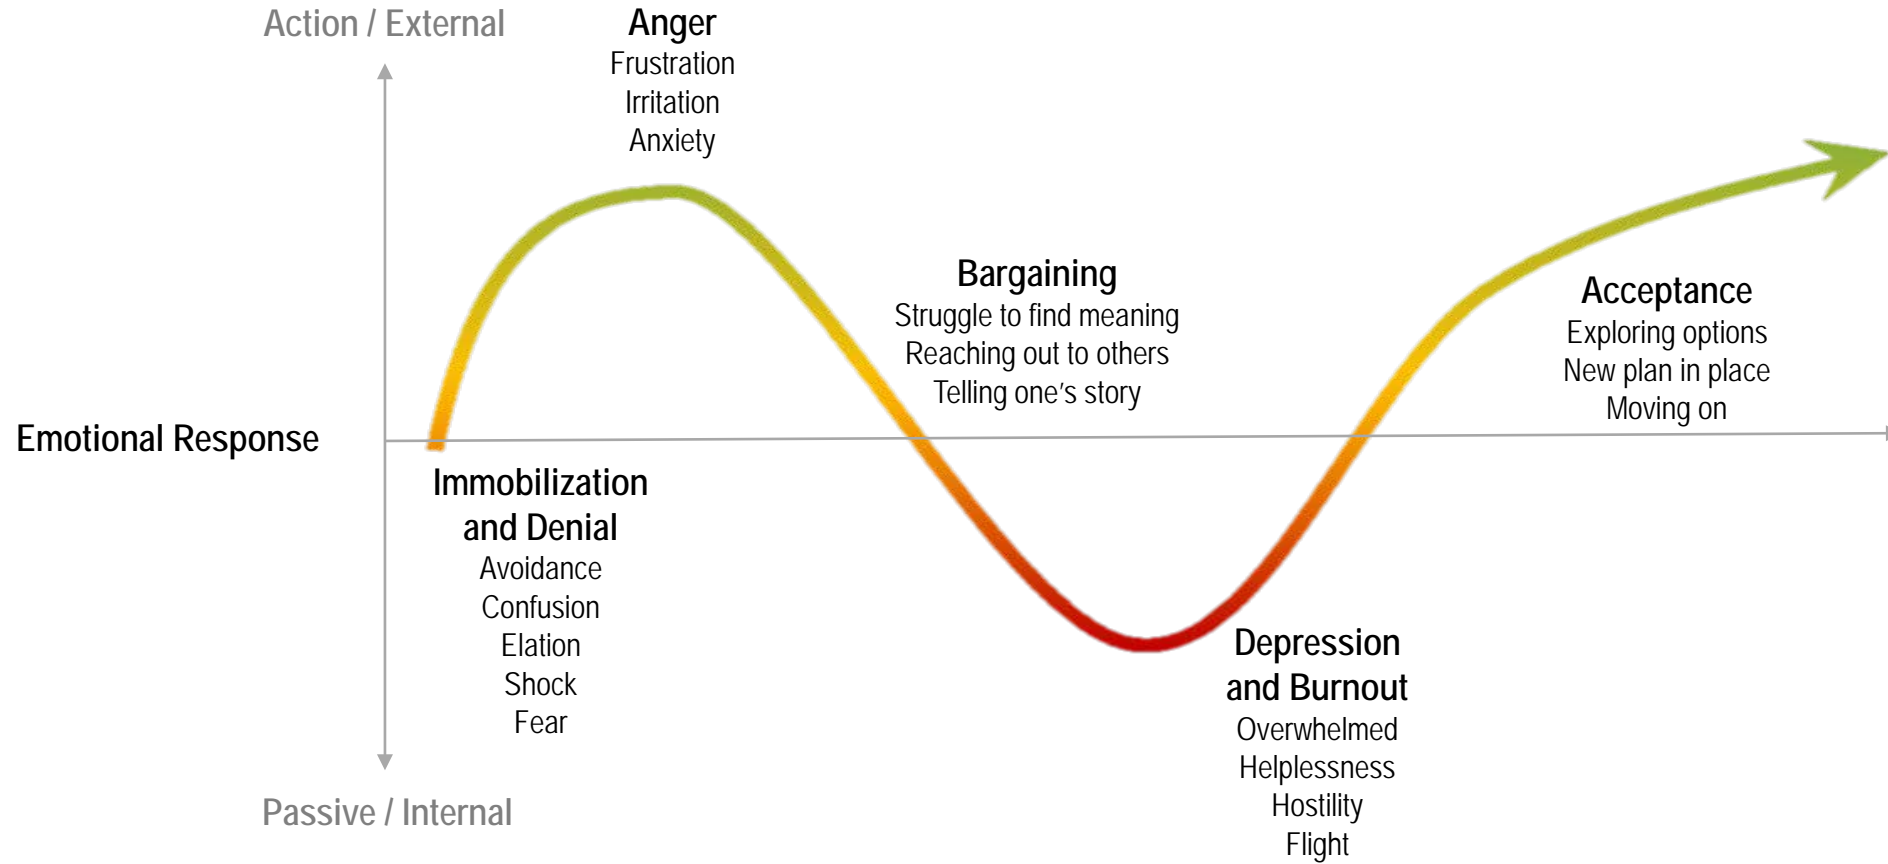 Action / External
Anger
Frustration
Irritation
Anxiety
Bargaining
Struggle to find meaning
Reaching out to others
Telling one's story
Acceptance
Exploring options
New plan in place
Moving on
Emotional Response
Immobilization
and Denial
Avoidance
Confusion
Elation
Shock
Fear
Depression
and Burnout
Overwhelmed
Helplessness
Hostility
Flight
Passive / Internal